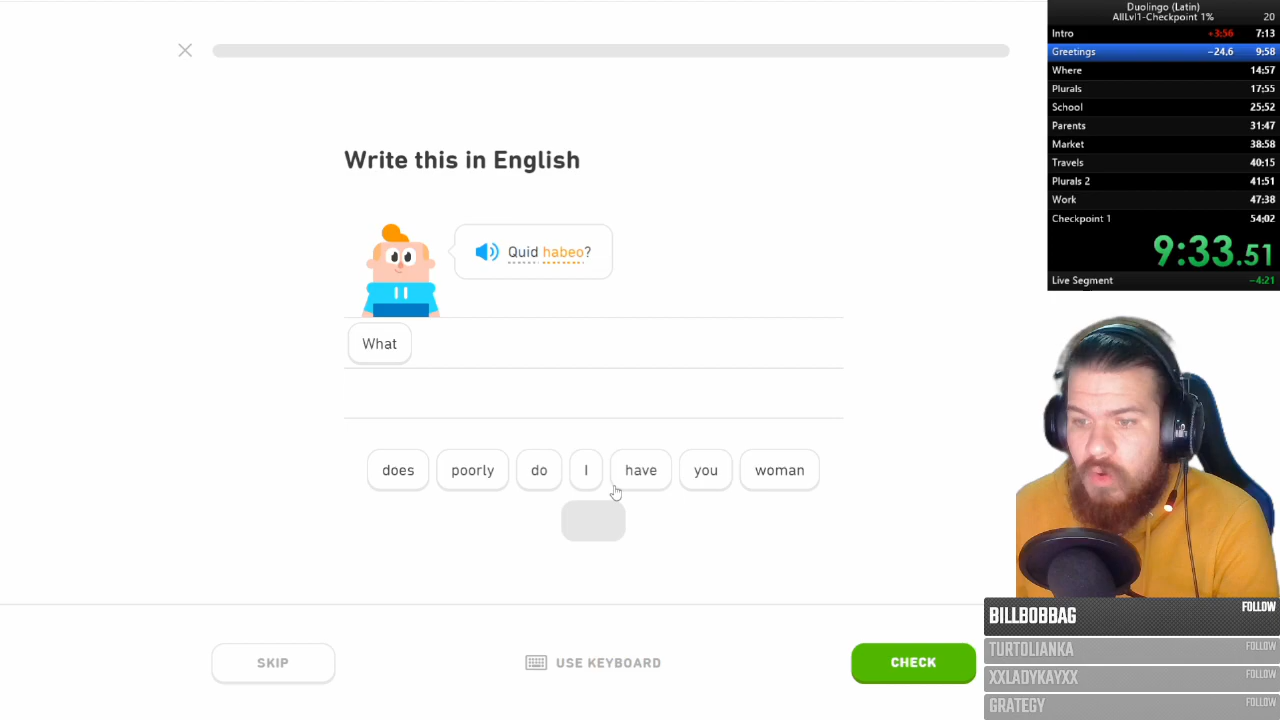 Duolingo (Latin)
AllLvl1-Checkpoint 1% 20
Intro +3:56 7:13
Greetings −24,6 9:58
Where 14:57
Plurals 17:55
School 25:52
Parents 31:47
Market 38:58
Travels 40:15
Plurals 2 41:51
Work 47:38
Checkpoint 1 54:02
9:33.51
Live Segment −4:21
Write this in English
Quid habeo?
What
does poorly do I have you woman
SKIP
USE KEYBOARD
CHECK
BILLBOBBAG FOLLOW
TURTOLIANKA FOLLOW
XXLADYKAYXX FOLLOW
GRATEGY FOLLOW